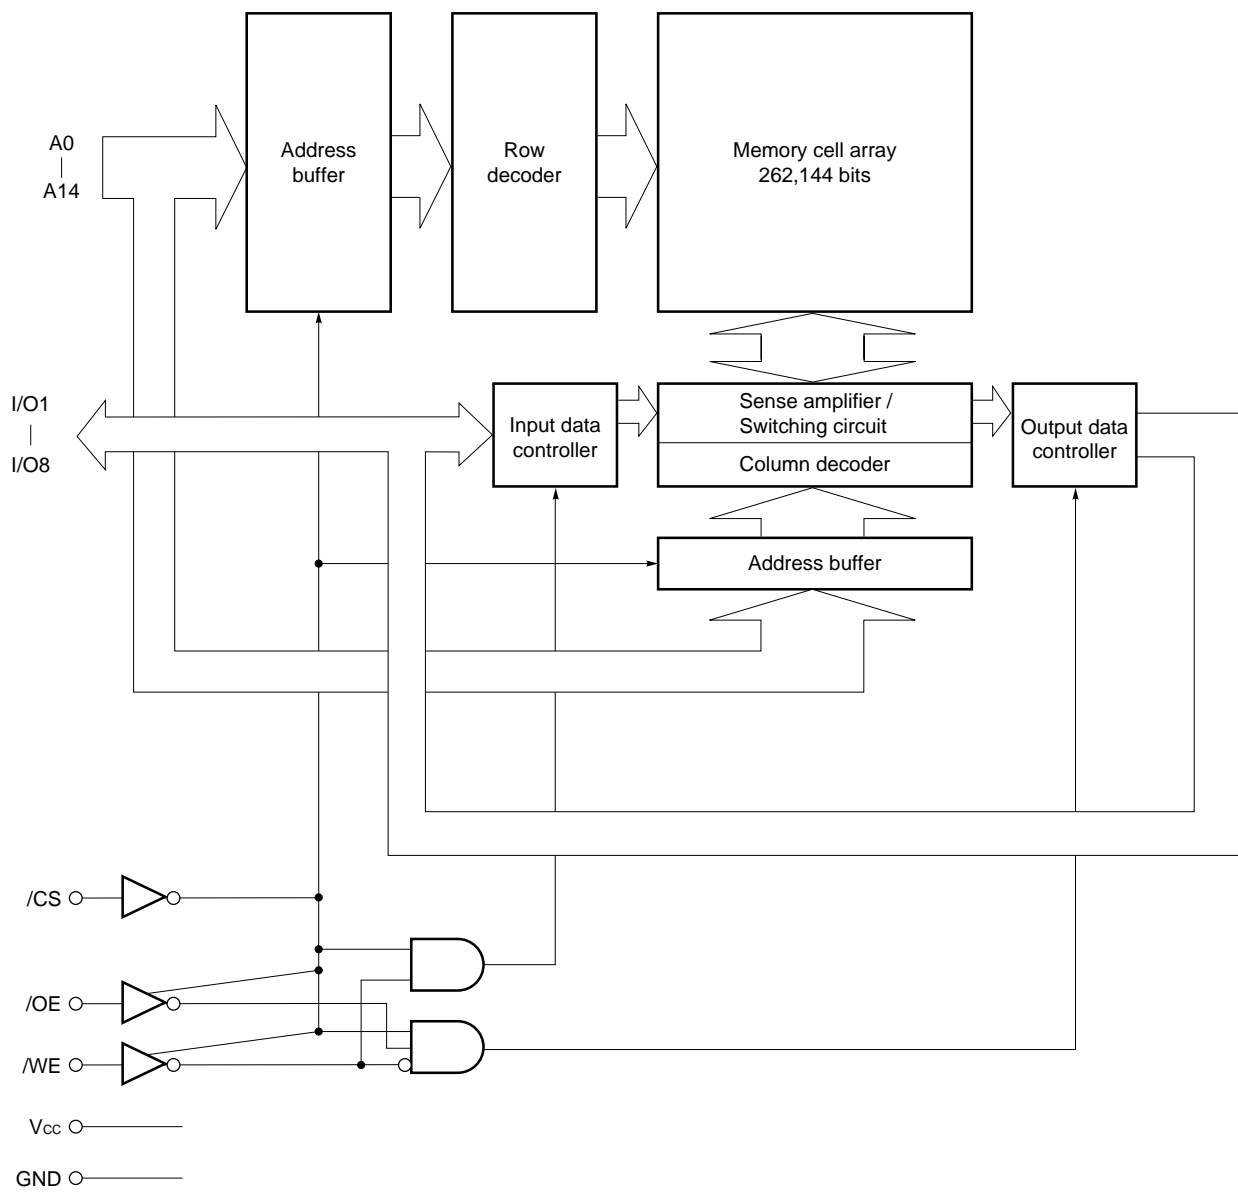 A0
A14
Address
buffer
Row
decoder
Memory cell array
262,144 bits
I/O1
I/O8
Input data
controller
Sense amplifier /
Switching circuit
Column decoder
Output data
controller
Address buffer
/CS
/OE
/WE
VCC
GND